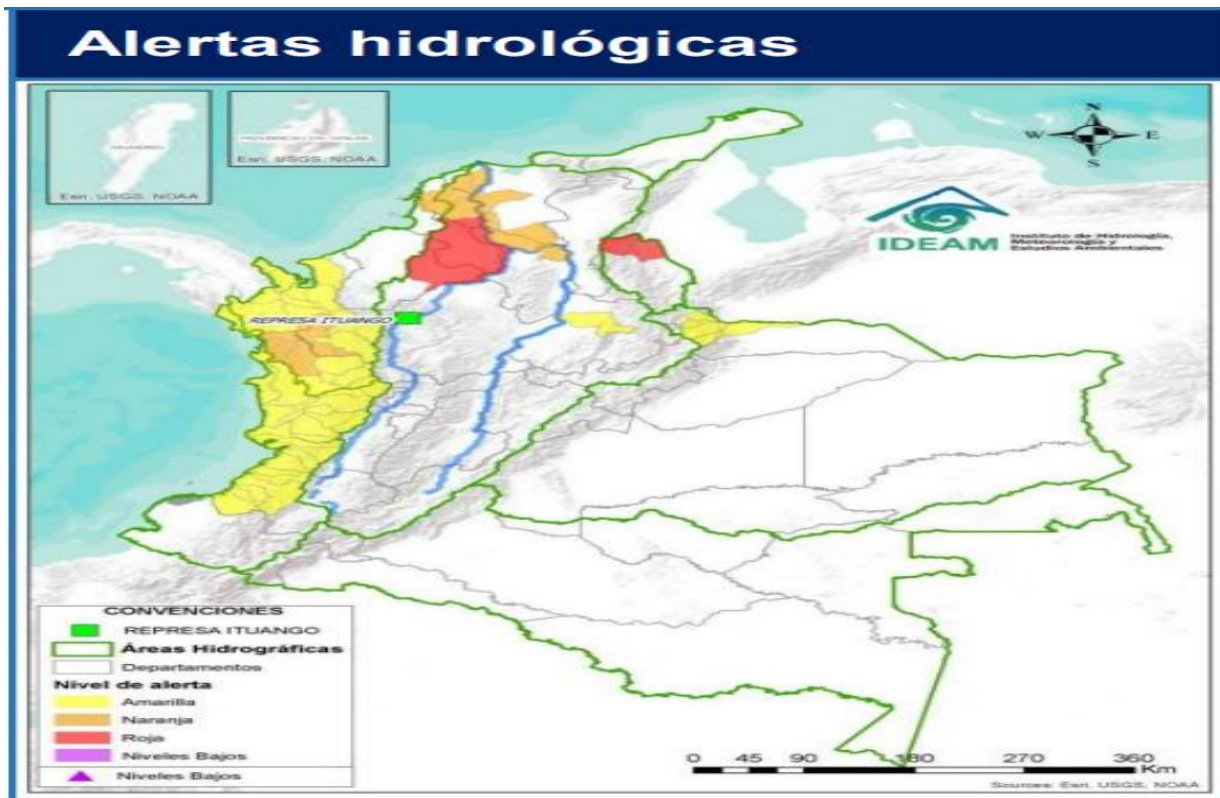 Alertas hidrológicas
Esri, USGS, NOAA
Esri, USGS, NOAA
N
W E
S
IDEAM Instituto de Hidrología,
Meteorología y
Estudios Ambientales
REPRESA ITUANGO
CONVENCIONES
REPRESA ITUANGO
Áreas Hidrográficas
Departamentos
Nivel de alerta
Amarilla
Naranja
Roja
Niveles Bajos
Niveles Bajos
0 45 90 180 270 360
Km
Sources: Esri, USGS, NOAA